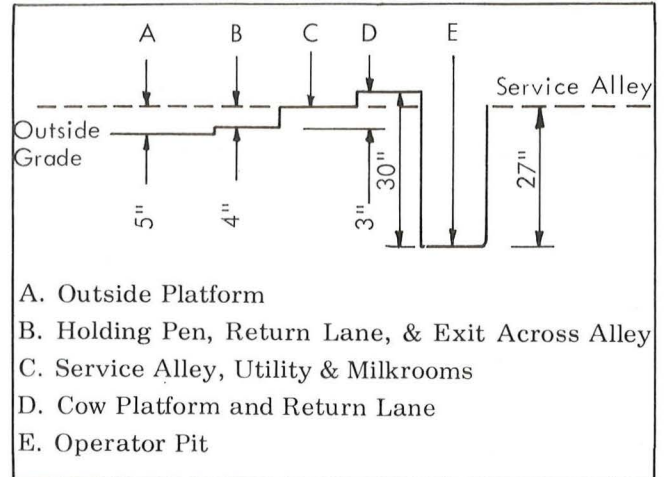 A B C D E
Service Alley
Outside
Grade
5"
4"
3"
30"
27"
A. Outside Platform
B. Holding Pen, Return Lane, & Exit Across Alley
C. Service Alley, Utility & Milkrooms
D. Cow Platform and Return Lane
E. Operator Pit